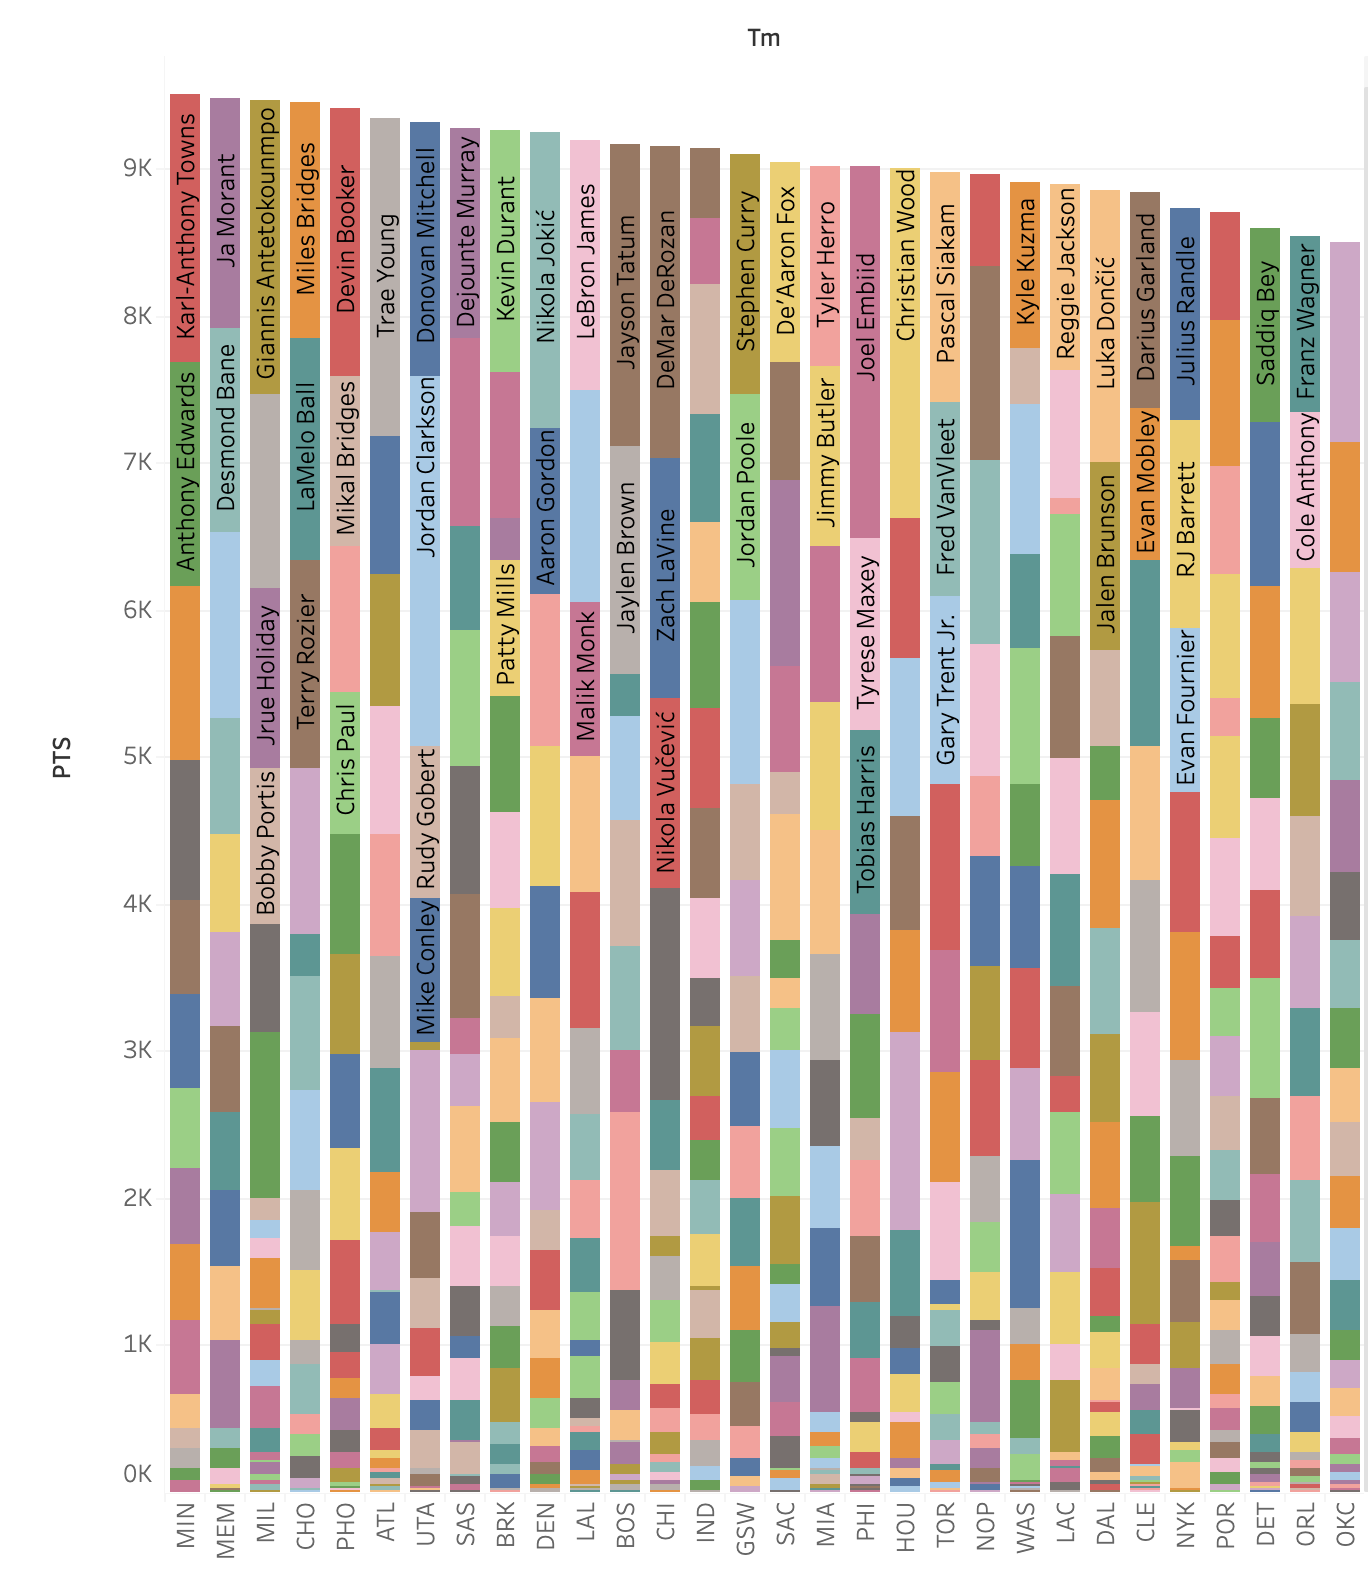 Tm
PTS
9K
8K
7K
6K
5K
4K
3K
2K
1K
0K
Karl-Anthony Towns
Anthony Edwards
Ja Morant
Desmond Bane
Giannis Antetokounmpo
Jrue Holiday
Bobby Portis
Miles Bridges
LaMelo Ball
Terry Rozier
Devin Booker
Mikal Bridges
Chris Paul
Trae Young
Donovan Mitchell
Jordan Clarkson
Rudy Gobert
Mike Conley
Dejounte Murray
Kevin Durant
Patty Mills
Nikola Jokić
Aaron Gordon
LeBron James
Malik Monk
Jayson Tatum
Jaylen Brown
DeMar DeRozan
Zach LaVine
Nikola Vučević
Stephen Curry
Jordan Poole
De'Aaron Fox
Tyler Herro
Jimmy Butler
Joel Embiid
Tyrese Maxey
Tobias Harris
Christian Wood
Pascal Siakam
Fred VanVleet
Gary Trent Jr.
Kyle Kuzma
Reggie Jackson
Luka Dončić
Jalen Brunson
Darius Garland
Evan Mobley
Julius Randle
RJ Barrett
Evan Fournier
Saddiq Bey
Franz Wagner
Cole Anthony
MIN
MEM
MIL
CHO
PHO
ATL
UTA
SAS
BRK
DEN
LAL
BOS
CHI
IND
GSW
SAC
MIA
PHI
HOU
TOR
NOP
WAS
LAC
DAL
CLE
NYK
POR
DET
ORL
OKC